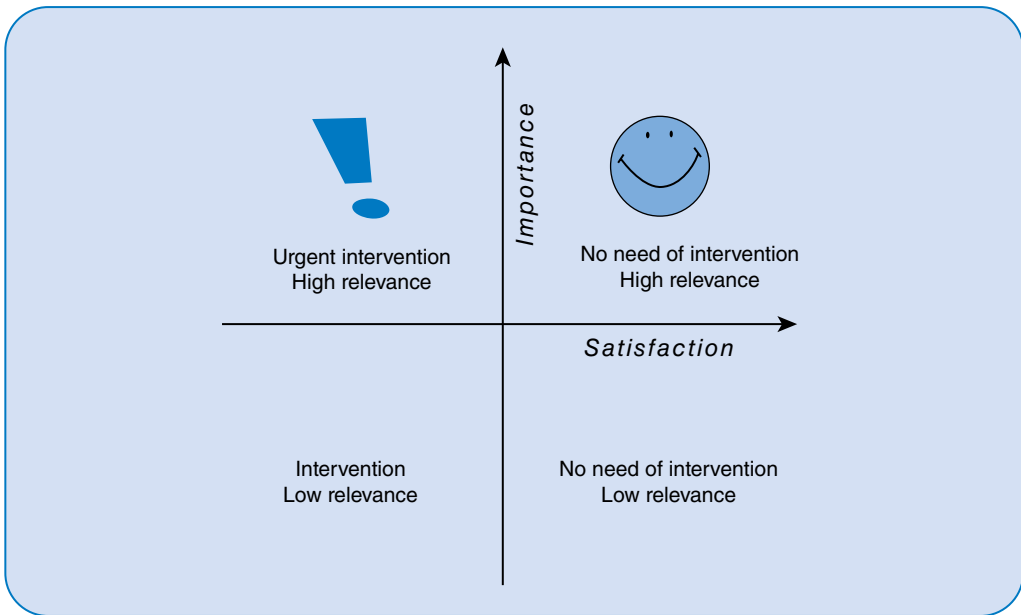 Importance
Urgent intervention
High relevance
No need of intervention
High relevance
Satisfaction
Intervention
Low relevance
No need of intervention
Low relevance